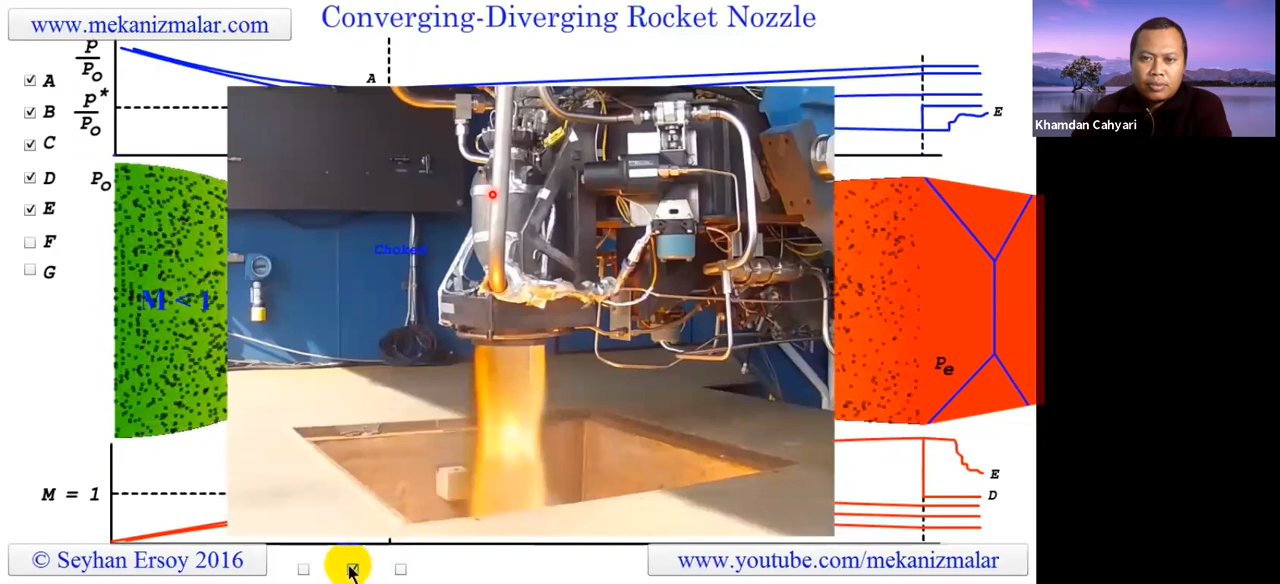 www.mekanizmalar.com
Converging-Diverging Rocket Nozzle
P
Po
A
A
B
P*
Po
E
C
D
Po
E
F
G
Choked
M < 1
Pe
E
D
M = 1
© Seyhan Ersoy 2016
www.youtube.com/mekanizmalar
Khamdan Cahyari